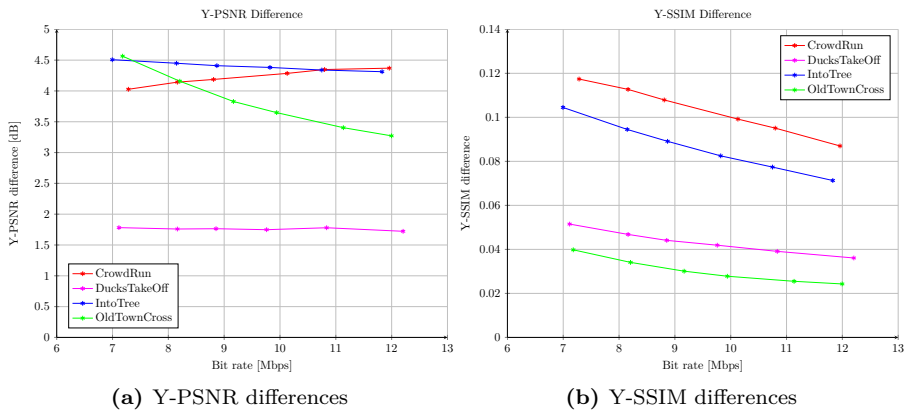 Y-PSNR Difference
5
4.5
4
3.5
3
2.5
2
1.5
1
0.5
0
Y-PSNR difference [dB]
CrowdRun
DucksTakeOff
IntoTree
OldTownCross
6 7 8 9 10 11 12 13
Bit rate [Mbps]
(a) Y-PSNR differences
Y-SSIM Difference
0.14
0.12
0.1
0.08
0.06
0.04
0.02
0
Y-SSIM difference
CrowdRun
DucksTakeOff
IntoTree
OldTownCross
6 7 8 9 10 11 12 13
Bit rate [Mbps]
(b) Y-SSIM differences